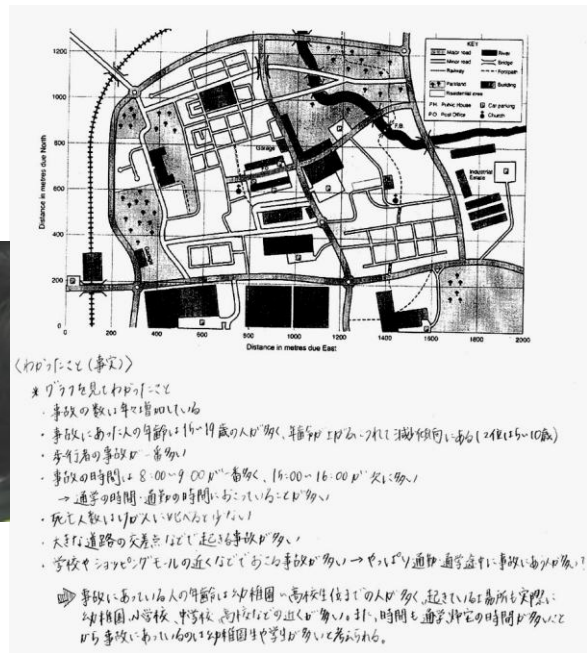 1200
1000
800
600
400
200
0
Distance in metres due North
KEY
Major road
Minor road
Railway
Parkland
Residential area
P.H. Public House
P.O. Post Office
River
Bridge
Footpath
Building
Car parking
Church
Garage
F.B.
Industrial Estate
0 200 400 600 800 1000 1200 1400 1600 1800 2000
Distance in metres due East
〈わかったこと(事実)〉
* グラフを見てわかったこと
・事故の数は年々増加している
・事故にあった人の年齢は15〜19歳の人が多く、年齢が上がるにつれて減少傾向にある(2位は5〜10歳)
・歩行者の事故が一番多い
・事故の時間は8:00〜9:00が一番多く、15:00〜16:00が次に多い
→ 通学の時間・通勤の時間におこっていることが多い
・死亡人数はけが人に比べると少ない
・大きな道路の交差点などで起きる事故が多い
・学校やショッピングモールの近くなどでおこる事故が多い → やっぱり通勤通学途中に事故にあう人が多い?
⇒ 事故にあっている人の年齢は幼稚園〜高校生位までの人が多く、起きている場所も実際に
幼稚園、小学校、中学校、高校などの近くが多い。また、時間も通学 の時間が多いこと
から事故にあっているのは幼稚園生や学生が多いと考えられる。